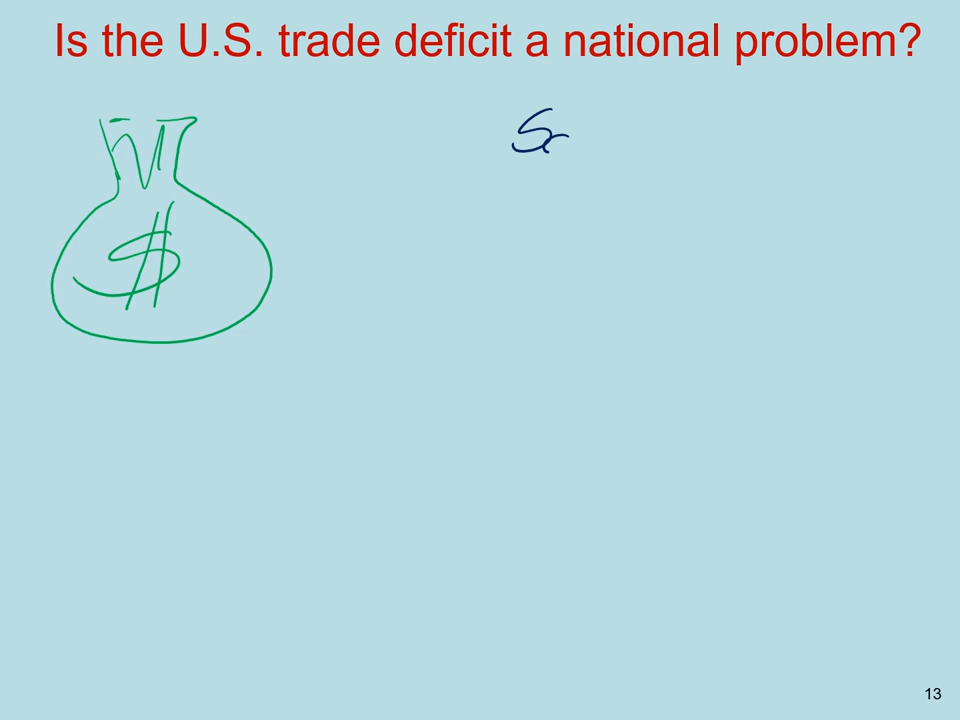 Is the U.S. trade deficit a national problem?
$
13